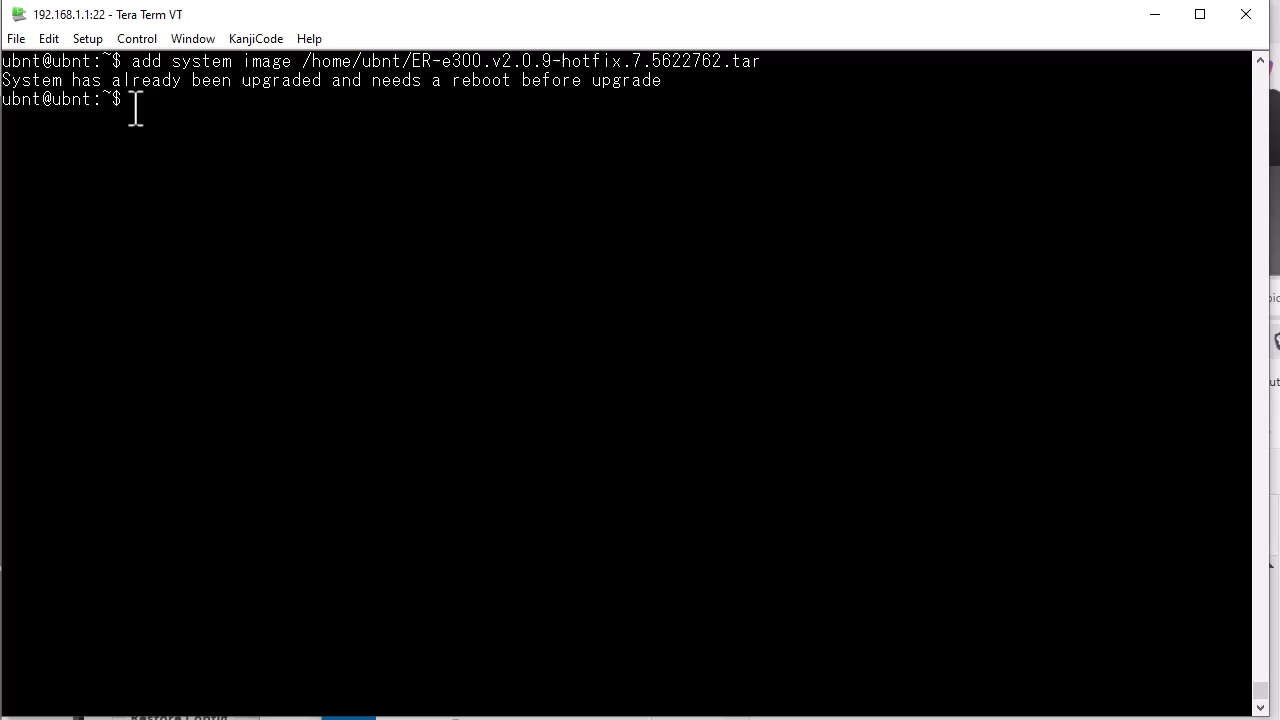 192.168.1.1:22 - Tera Term VT
File Edit Setup Control Window KanjiCode Help
ubnt@ubnt:~$ add system image /home/ubnt/ER-e300.v2.0.9-hotfix.7.5622762.tar
System has already been upgraded and needs a reboot before upgrade
ubnt@ubnt:~$